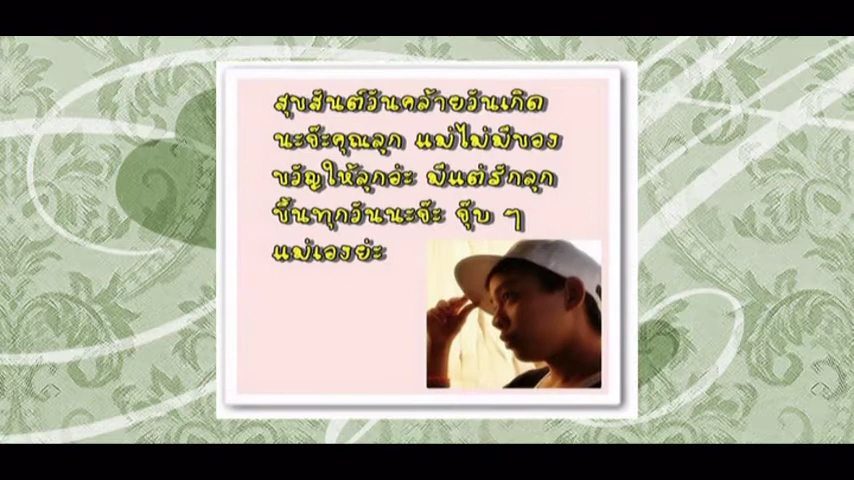 สุขสันต์วันคล้ายวันเกิด
นะจ๊ะคุณลูก แม่ไม่มีของ
ขวัญให้ลูกอ่ะ มีแต่รักลูก
ขึ้นทุกวันนะจ๊ะ จุ๊บ ๆ
แม่เองย่ะ